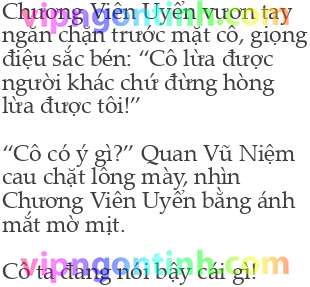 Chương Viên Uyển vươn tay
vipngontinh.com
ngăn chặn trước mặt cô, giọng
điệu sắc bén: “Cô lừa được
người khác chứ đừng hòng
lừa được tôi!”
“Cô có ý gì?” Quan Vũ Niệm
cau chặt lông mày, nhìn
Chương Viên Uyển bằng ánh
mắt mờ mịt.
vipngontinh.com
Cô ta đang nói bậy cái gì!